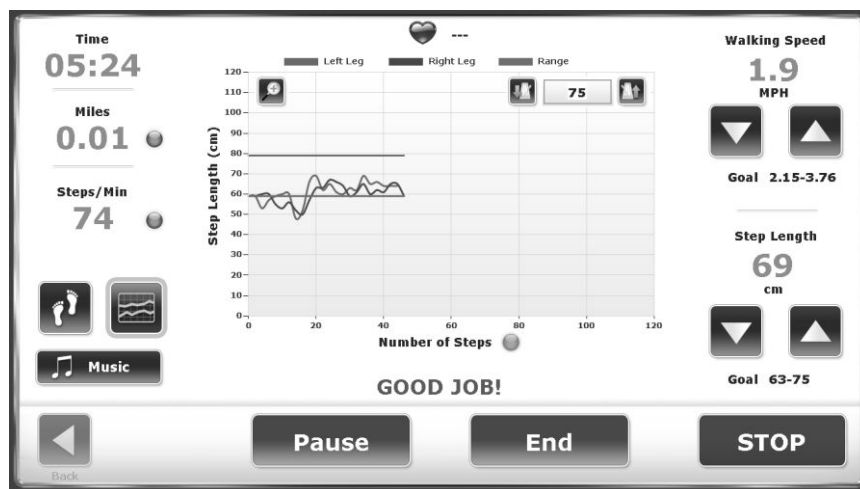 ---
Time
05:24
Miles
0.01
Steps/Min
74
Music
Left Leg Right Leg Range
75
Step Length (cm)
120
110
100
90
80
70
60
50
40
30
20
10
0
0 20 40 60 80 100 120
Number of Steps
GOOD JOB!
Walking Speed
1.9
MPH
Goal 2.15-3.76
Step Length
69
cm
Goal 63-75
Back
Pause
End
STOP